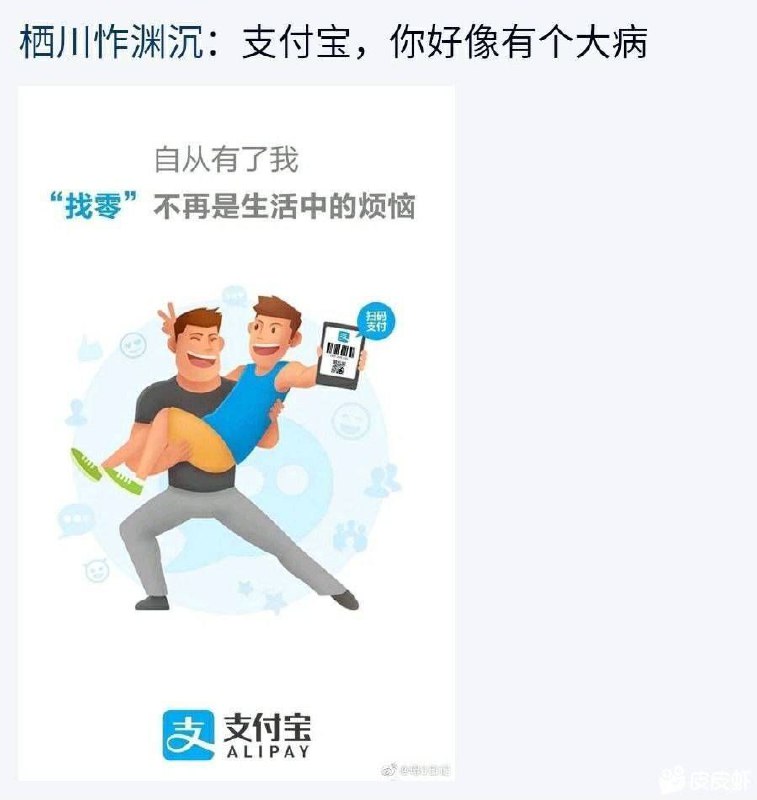 栖川怍渊沉：支付宝，你好像有个大病
自从有了我
“找零”不再是生活中的烦恼
扫码
支付
支
支付宝
ALIPAY
皮皮虾